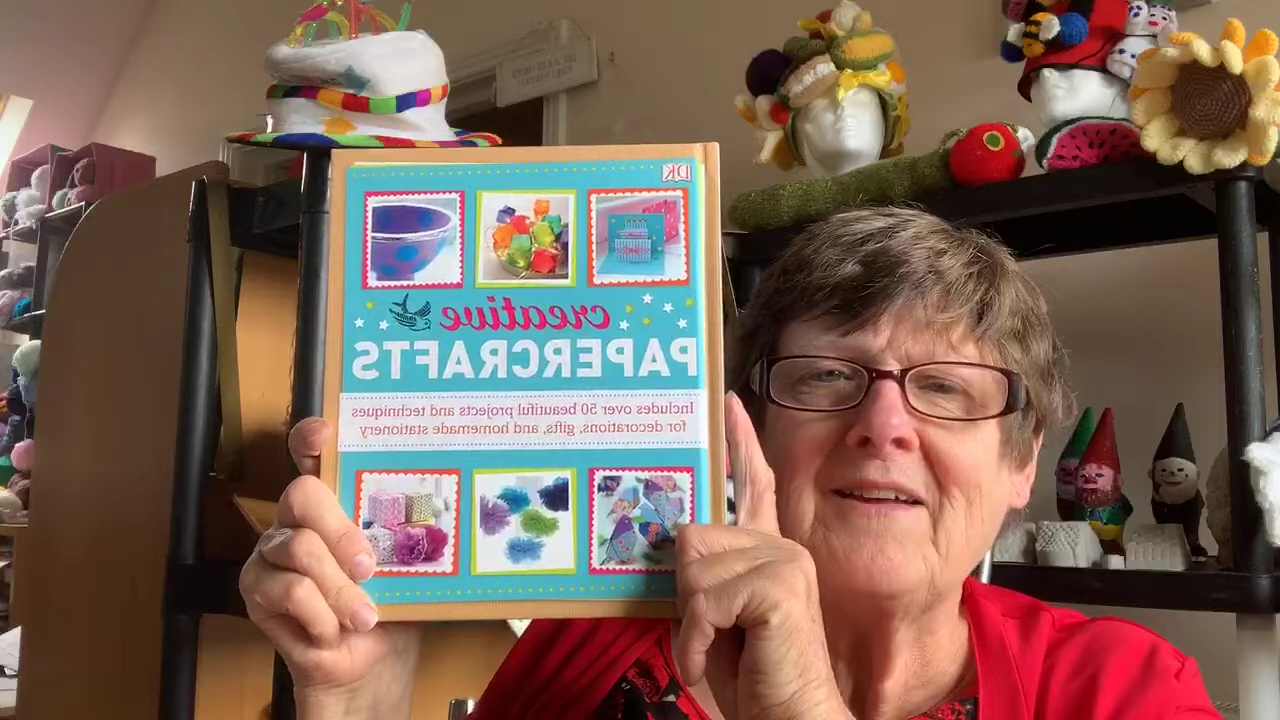 DK
creative
PAPERCRAFTS
Includes over 50 beautiful projects and techniques
for decorations, gifts, and homemade stationery